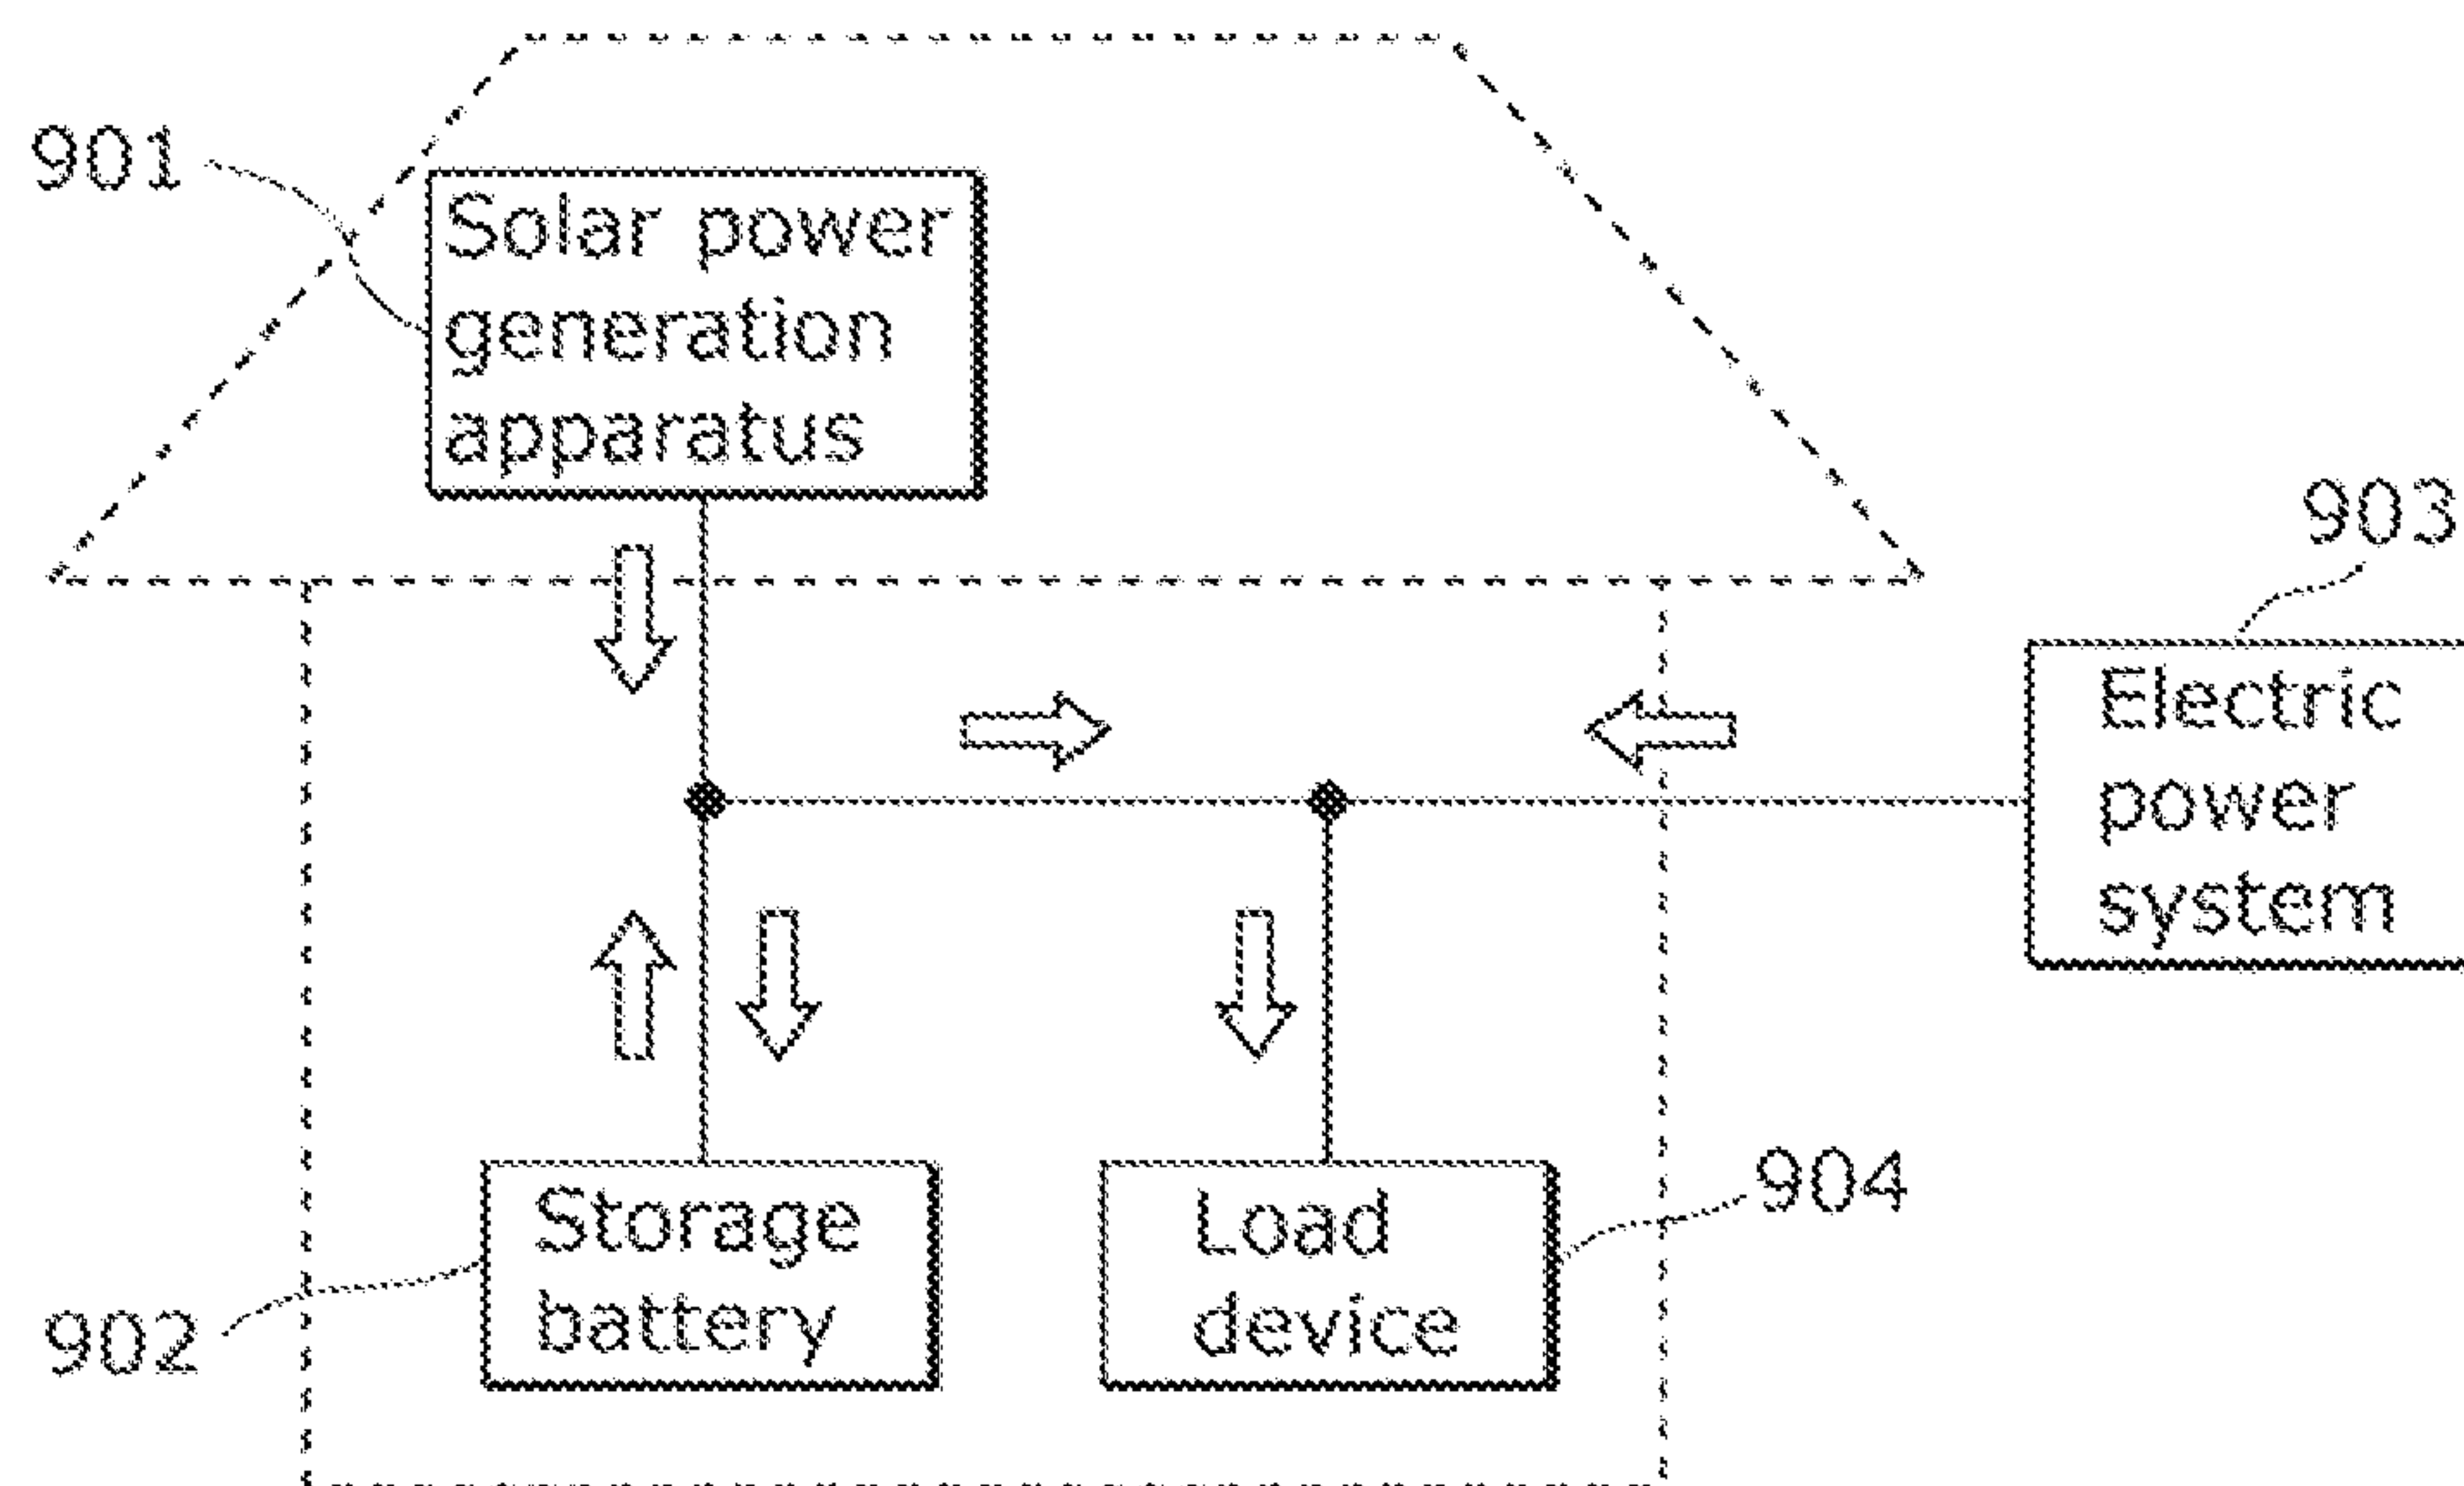 901
Solar power
generation
apparatus
903
Electric
power
system
Storage
battery
902
Load
device
904